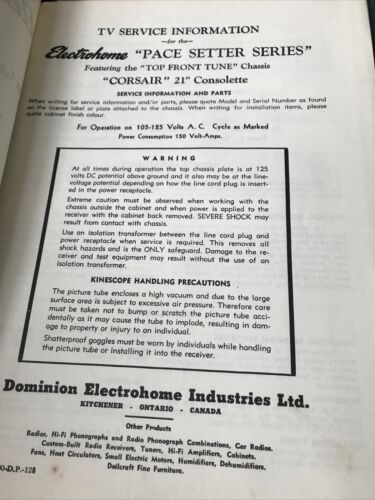 TV SERVICE INFORMATION
—for the—
Electrohome "PACE SETTER SERIES"
Featuring the "TOP FRONT TUNE" Chassis
"CORSAIR" 21" Consolette
SERVICE INFORMATION AND PARTS
When writing for service information and/or parts, please quote Model and Serial Number as found
on the license label or plate attached to the chassis. When writing for installation items, please
quote cabinet finish colour.
For Operation on 105-125 Volts A. C. Cycle as Marked
Power Consumption 150 Volt-Amps.
WARNING
At all times during operation the top chassis plate is at 125
volts DC potential above ground and it also may be at the line-
voltage potential depending on how the line cord plug is insert-
ed in the power receptacle.
Extreme caution must be observed when working with the
chassis outside the cabinet and when power is applied to the
receiver with the cabinet back removed. SEVERE SHOCK may
result from contact with chassis.
Use an isolation transformer between the line cord plug and
power receptacle when service is required. This removes all
shock hazards and is the ONLY safeguard. Damage to the re-
ceiver and test equipment may result without the use of an
isolation transformer.
KINESCOPE HANDLING PRECAUTIONS
The picture tube encloses a high vacuum and due to the large
surface area is subject to excessive air pressure. Therefore care
must be taken not to bump or scratch the picture tube acci-
dentally as it may cause the tube to implode, resulting in dam-
age to property or injury to an individual.
Shatterproof goggles must be worn by individuals while handling
the picture tube or installing it into the receiver.
Dominion Electrohome Industries Ltd.
KITCHENER - ONTARIO - CANADA
Other Products
Radios, Hi-Fi Phonographs and Radio Phonograph Combinations, Car Radios.
Custom-Built Radio Receivers, Tuners, Hi-Fi Amplifiers, Cabinets.
Fans, Heat Circulators, Small Electric Motors, Humidifiers, Dehumidifiers.
Deilcraft Fine Furniture.
0-D.P.-125